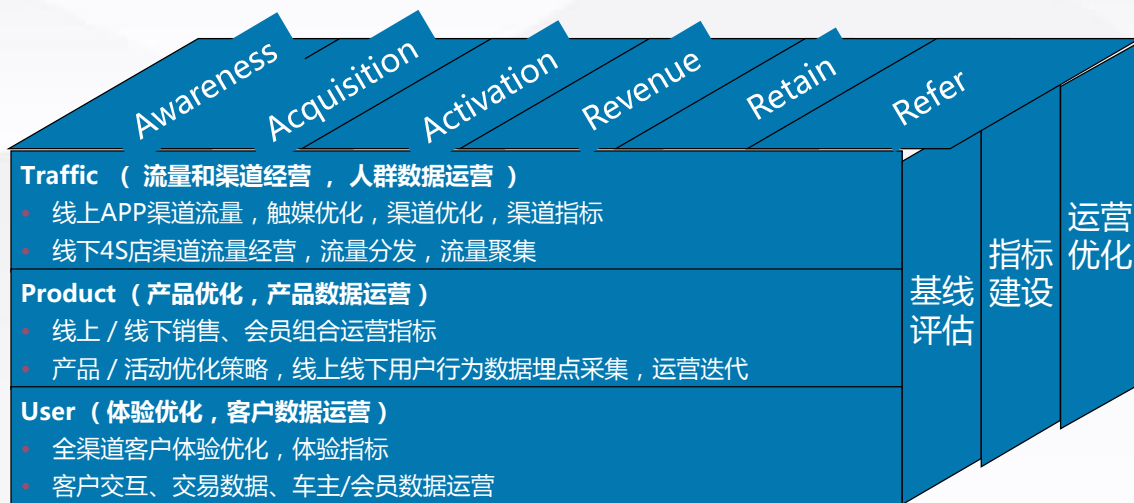 Awareness
Acquisition
Activation
Revenue
Retain
Refer
Traffic （ 流量和渠道经营 ， 人群数据运营 ）
• 线上APP渠道流量，触媒优化，渠道优化，渠道指标
• 线下4S店渠道流量经营，流量分发，流量聚集
Product （产品优化，产品数据运营）
• 线上 / 线下销售、会员组合运营指标
• 产品 / 活动优化策略，线上线下用户行为数据埋点采集，运营迭代
User （体验优化，客户数据运营）
• 全渠道客户体验优化，体验指标
• 客户交互、交易数据、车主/会员数据运营
基线
评估
指标
建设
运营
优化